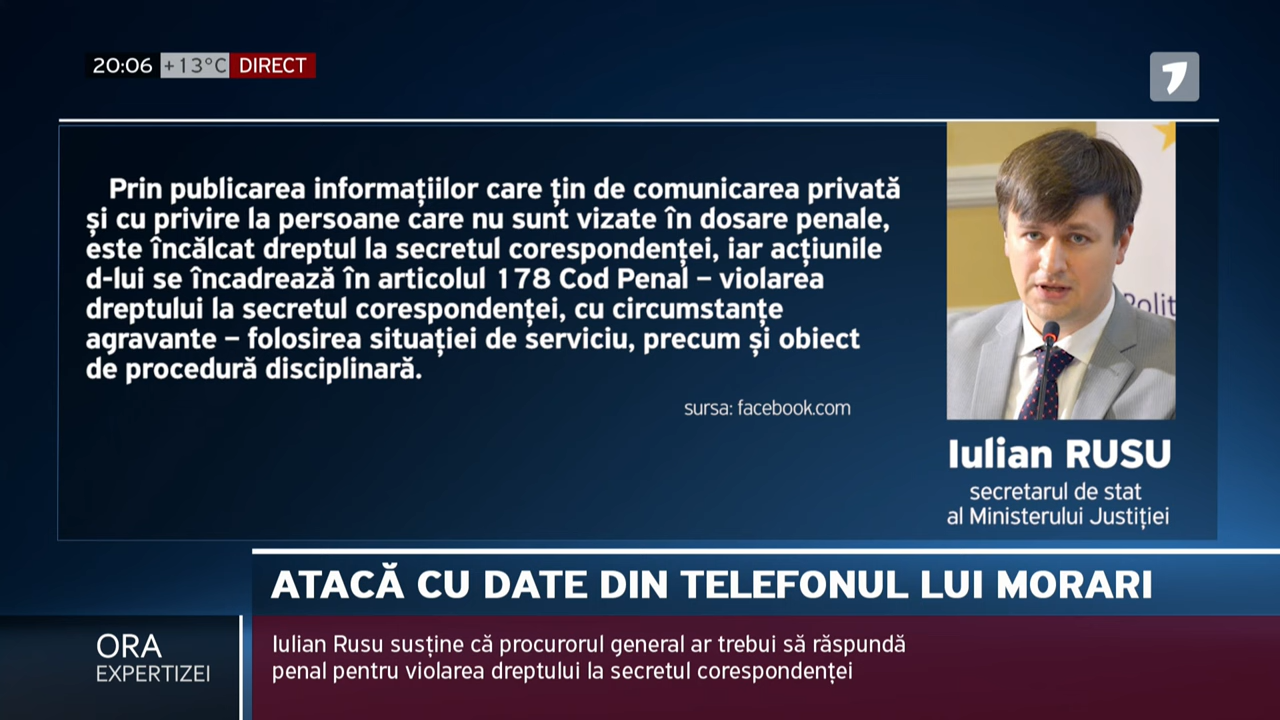 20:06 +13°C DIRECT
7
Prin publicarea informațiilor care țin de comunicarea privată
și cu privire la persoane care nu sunt vizate în dosare penale,
este încălcat dreptul la secretul corespondenței, iar acțiunile
d-lui se încadrează în articolul 178 Cod Penal – violarea
dreptului la secretul corespondenței, cu circumstanțe
agravante – folosirea situației de serviciu, precum și obiect
de procedură disciplinară.
sursa: facebook.com
Polit
Iulian RUSU
secretarul de stat
al Ministerului Justiției
ATACĂ CU DATE DIN TELEFONUL LUI MORARI
ORA
EXPERTIZEI
Iulian Rusu susține că procurorul general ar trebui să răspundă
penal pentru violarea dreptului la secretul corespondenței